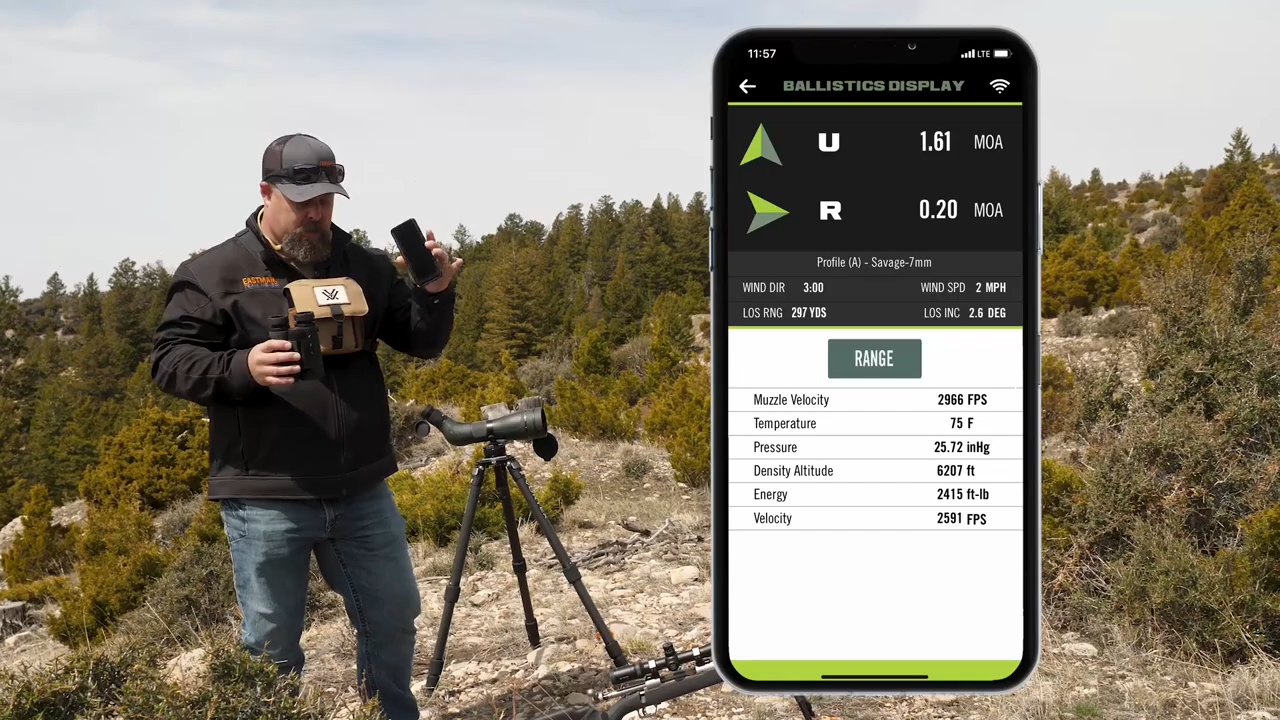 11:57
LTE
BALLISTICS DISPLAY
U 1.61 MOA
R 0.20 MOA
Profile (A) - Savage-7mm
WIND DIR 3:00 WIND SPD 2 MPH
LOS RNG 297 YDS LOS INC 2.6 DEG
RANGE
Muzzle Velocity 2966 FPS
Temperature 75 F
Pressure 25.72 inHg
Density Altitude 6207 ft
Energy 2415 ft-lb
Velocity 2591 FPS